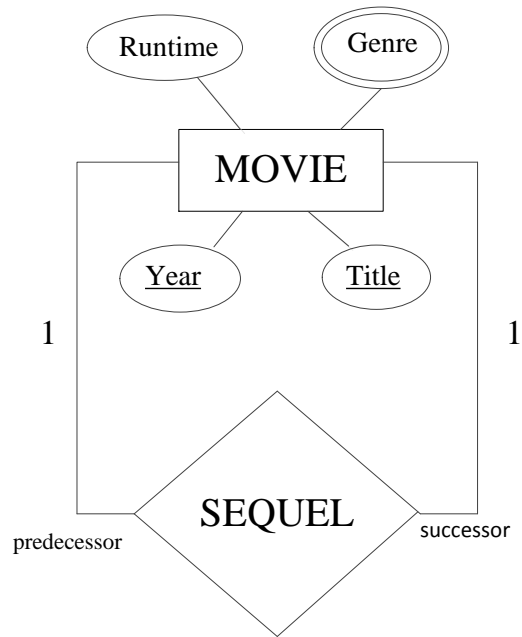 Runtime
Genre
MOVIE
Year
Title
1
1
SEQUEL
predecessor
successor